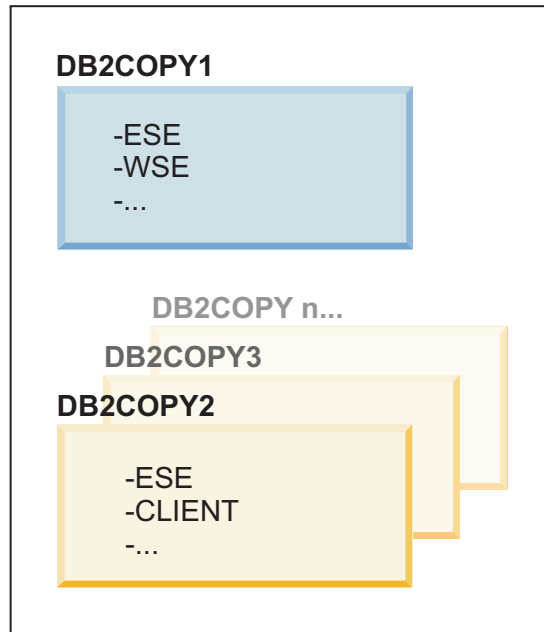 DB2COPY1
-ESE
-WSE
-...
DB2COPY n...
DB2COPY3
DB2COPY2
-ESE
-CLIENT
-...